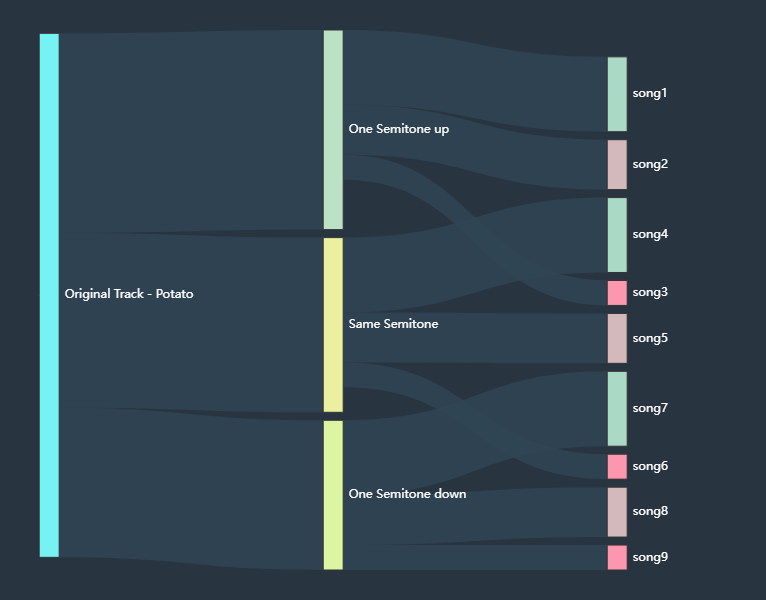 Original Track - Potato
One Semitone up
Same Semitone
One Semitone down
song1
song2
song4
song3
song5
song7
song6
song8
song9